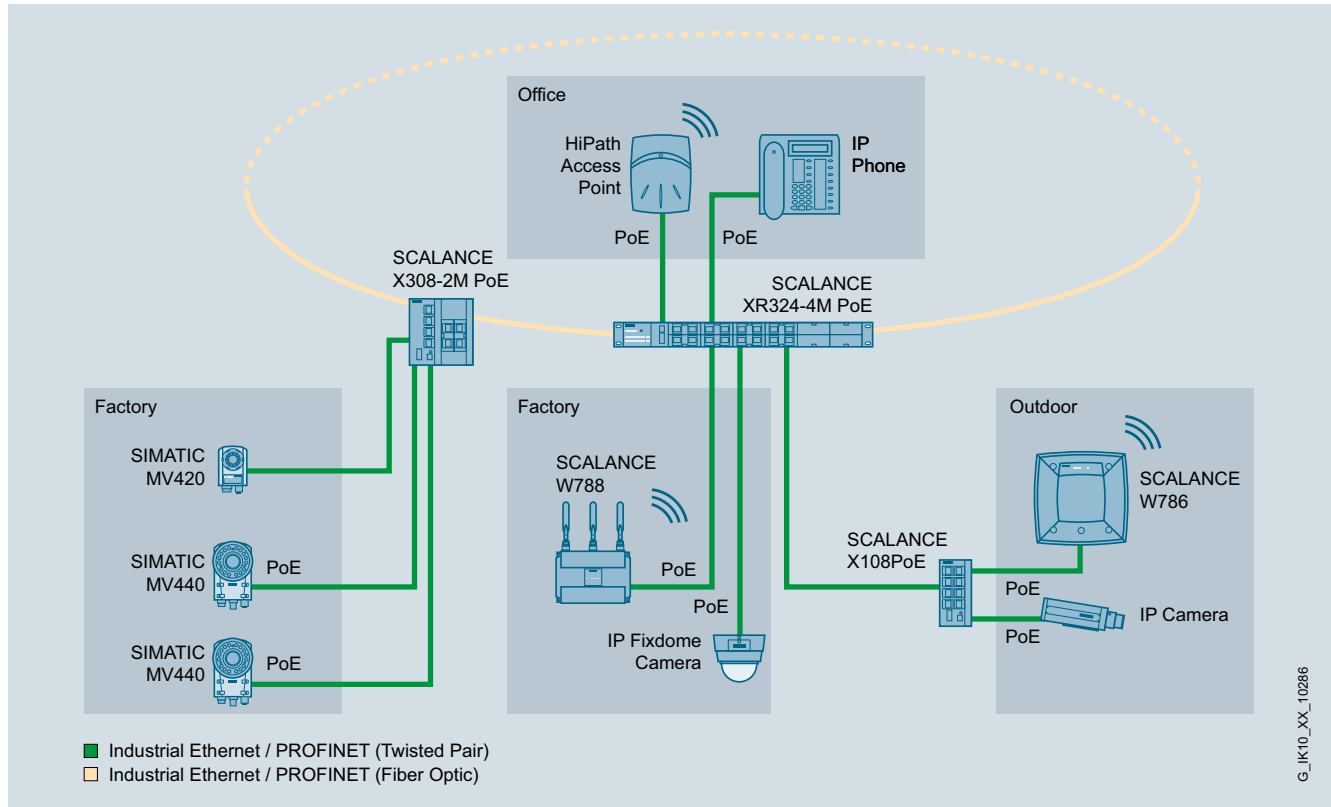 Office
HiPath
Access
Point
IP
Phone
PoE
PoE
SCALANCE
X308-2M PoE
SCALANCE
XR324-4M PoE
Factory
SIMATIC
MV420
SIMATIC
MV440
PoE
SIMATIC
MV440
PoE
Factory
SCALANCE
W788
PoE
PoE
IP Fixdome
Camera
Outdoor
SCALANCE
W786
SCALANCE
X108PoE
PoE
PoE
IP Camera
Industrial Ethernet / PROFINET (Twisted Pair)
Industrial Ethernet / PROFINET (Fiber Optic)
G_IK10_XX_10286